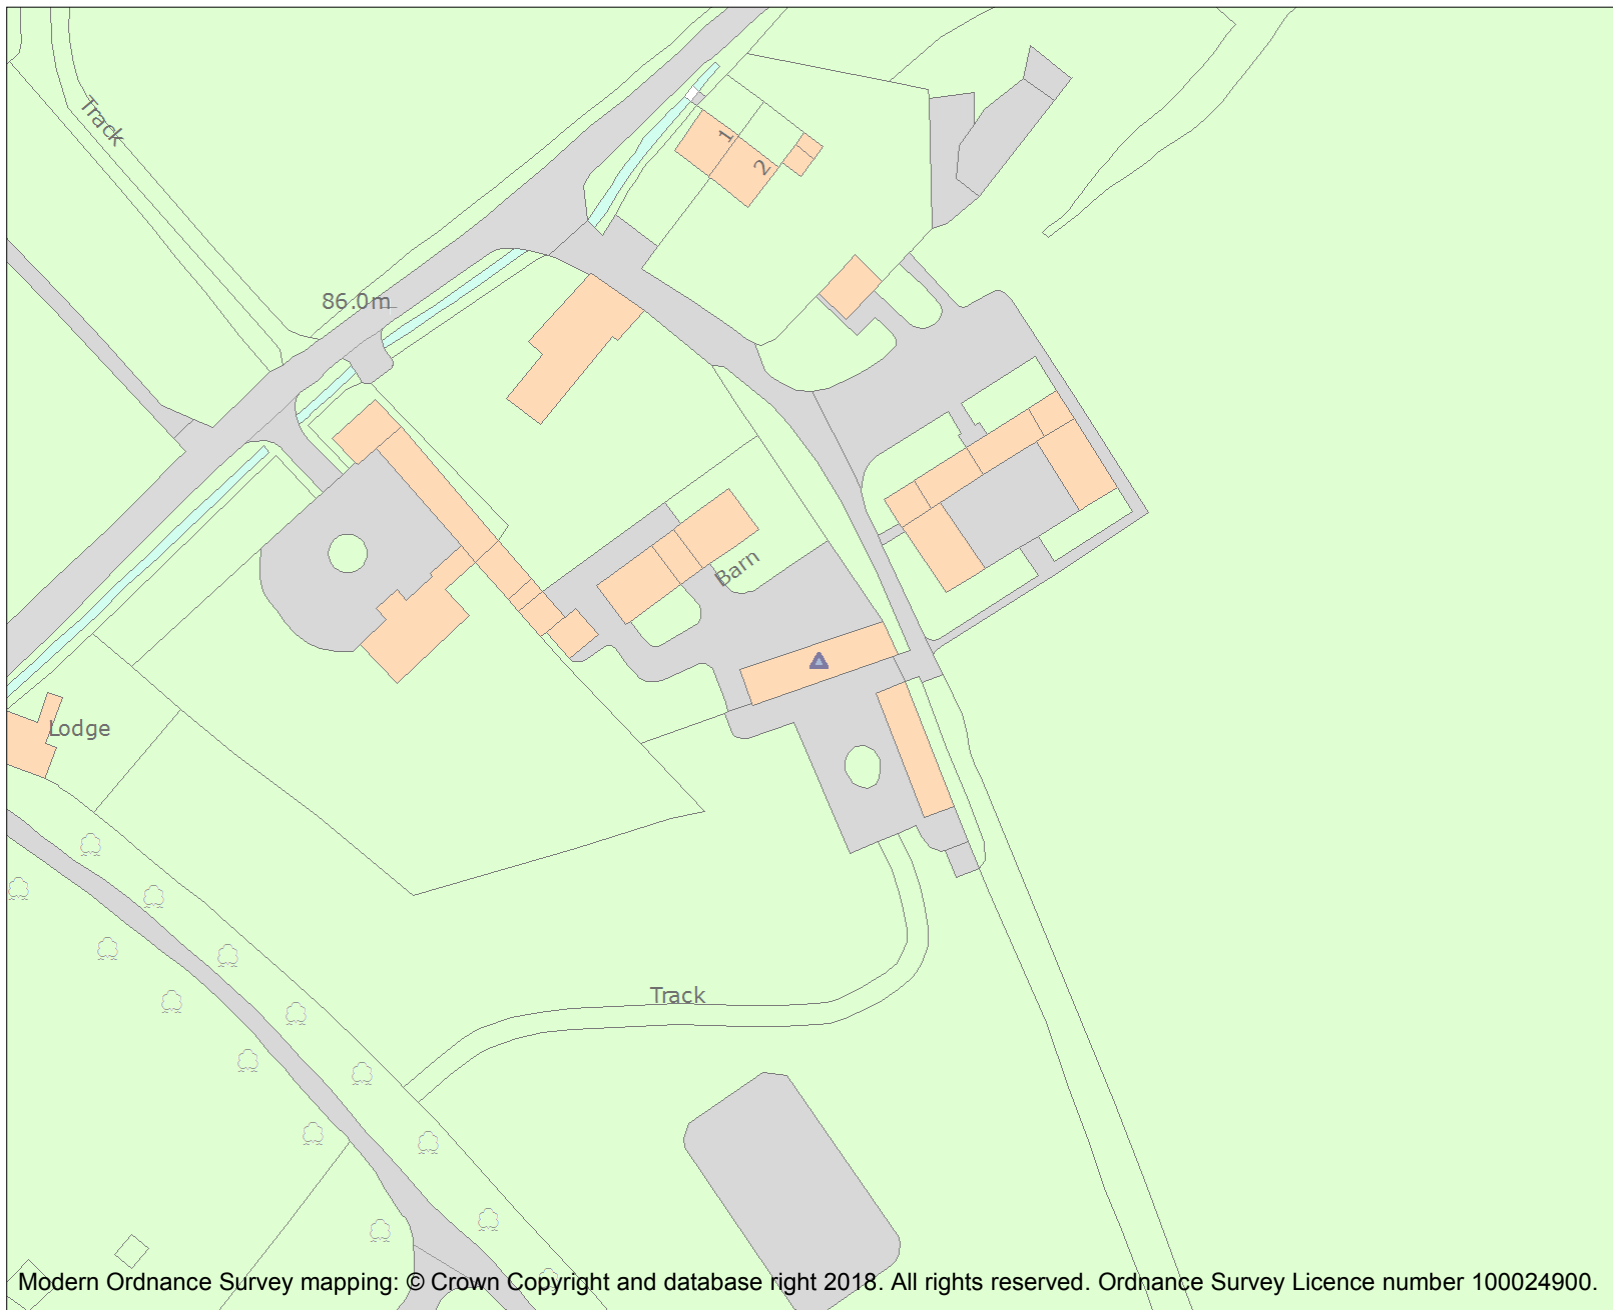 Track
1
2
86.0m
Barn
Lodge
Track
Modern Ordnance Survey mapping: © Crown Copyright and database right 2018. All rights reserved. Ordnance Survey Licence number 100024900.